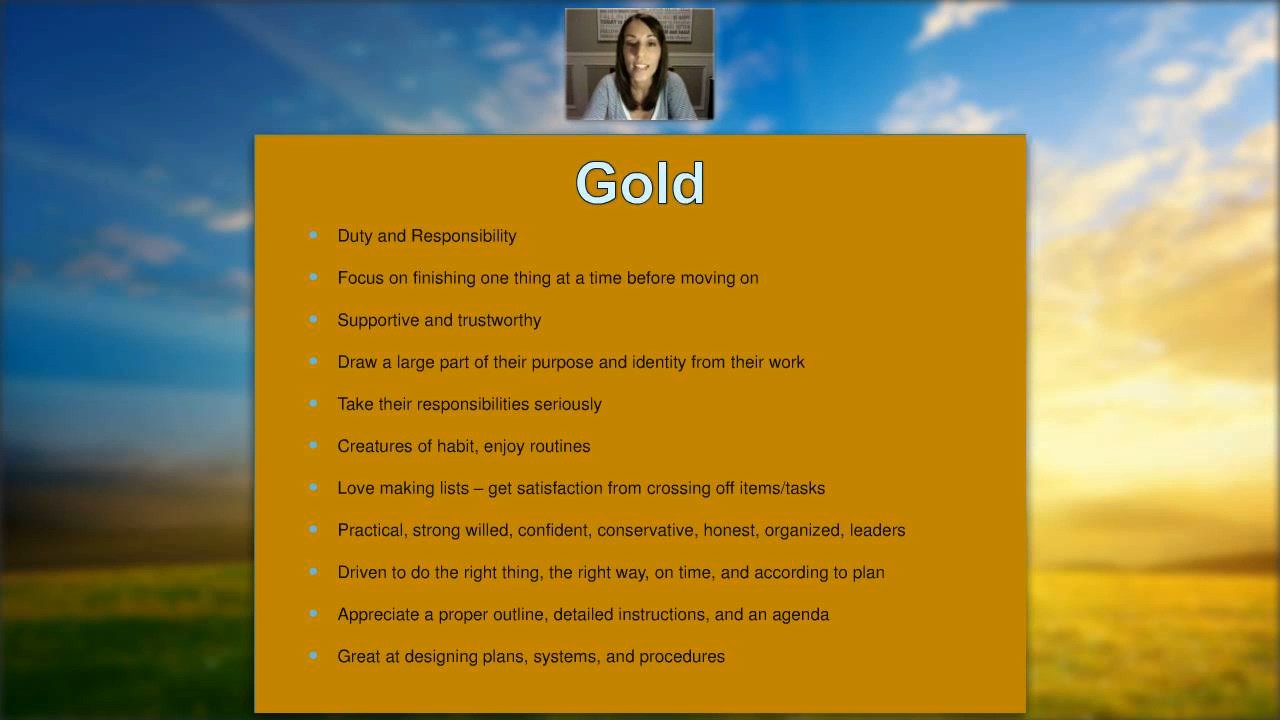 Gold
Duty and Responsibility
Focus on finishing one thing at a time before moving on
Supportive and trustworthy
Draw a large part of their purpose and identity from their work
Take their responsibilities seriously
Creatures of habit, enjoy routines
Love making lists – get satisfaction from crossing off items/tasks
Practical, strong willed, confident, conservative, honest, organized, leaders
Driven to do the right thing, the right way, on time, and according to plan
Appreciate a proper outline, detailed instructions, and an agenda
Great at designing plans, systems, and procedures